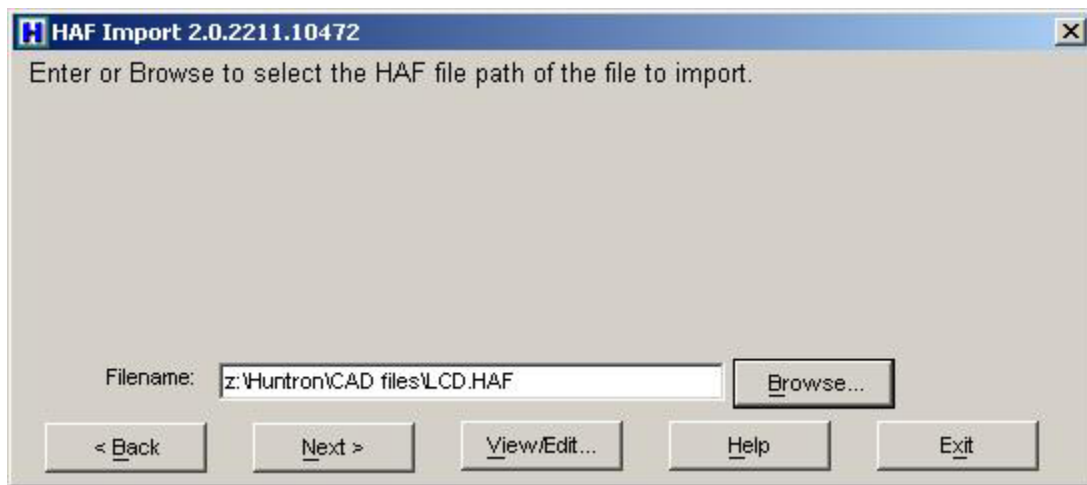 H HAF Import 2.0.2211.10472
Enter or Browse to select the HAF file path of the file to import.
Filename: z:\Huntron\CAD files\LCD.HAF Browse...
< Back Next > View/Edit... Help Exit